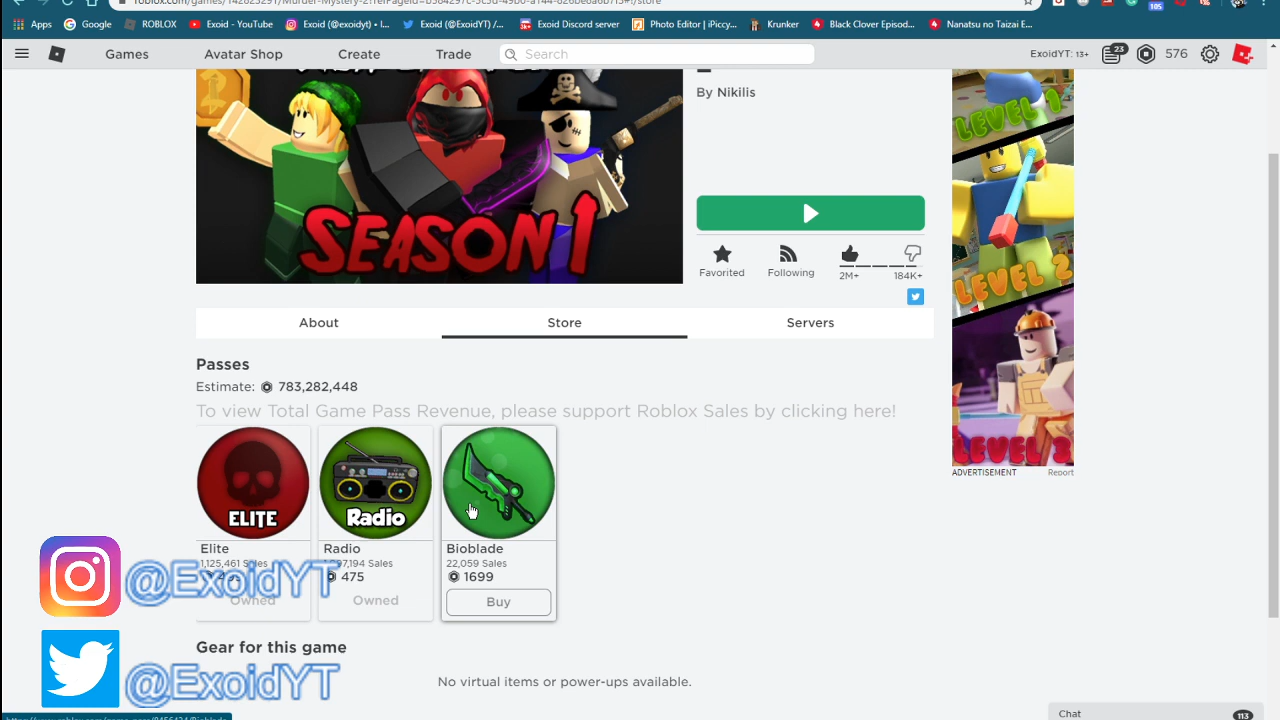 Apps
Google
ROBLOX
Exoid - YouTube
Exoid (@exoidyt) • I...
Exoid (@ExoidYT) /...
Exoid Discord server
Photo Editor | iPiccy...
Krunker
Black Clover Episod...
Nanatsu no Taizai E...
105
Games
Avatar Shop
Create
Trade
Search
ExoidYT: 13+
23
576
By Nikilis
SEASON 1
Favorited
Following
2M+
184K+
LEVEL 1
LEVEL 2
LEVEL 3
ADVERTISEMENT
Report
About
Store
Servers
Passes
Estimate: 783,282,448
To view Total Game Pass Revenue, please support Roblox Sales by clicking here!
ELITE
Radio
Elite
Radio
Bioblade
1,125,461 Sales
22,059 Sales
475
1699
Owned
Owned
Buy
@ExoidYT
@ExoidYT
Gear for this game
No virtual items or power-ups available.
Chat
113